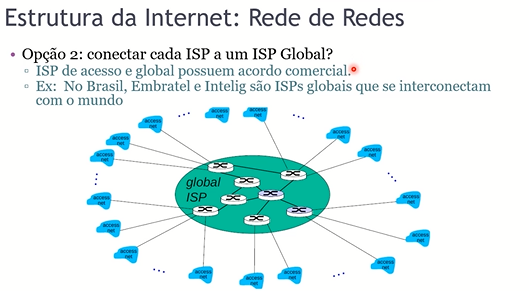 Estrutura da Internet: Rede de Redes
• Opção 2: conectar cada ISP a um ISP Global?
▫ ISP de acesso e global possuem acordo comercial.
▫ Ex: No Brasil, Embratel e Intelig são ISPs globais que se interconectam
com o mundo
access
net
access
net
access
net
access
net
access
net
access
net
access
net
global
ISP
access
net
access
net
access
net
access
net
access
net
access
net
access
net
access
net
access
net